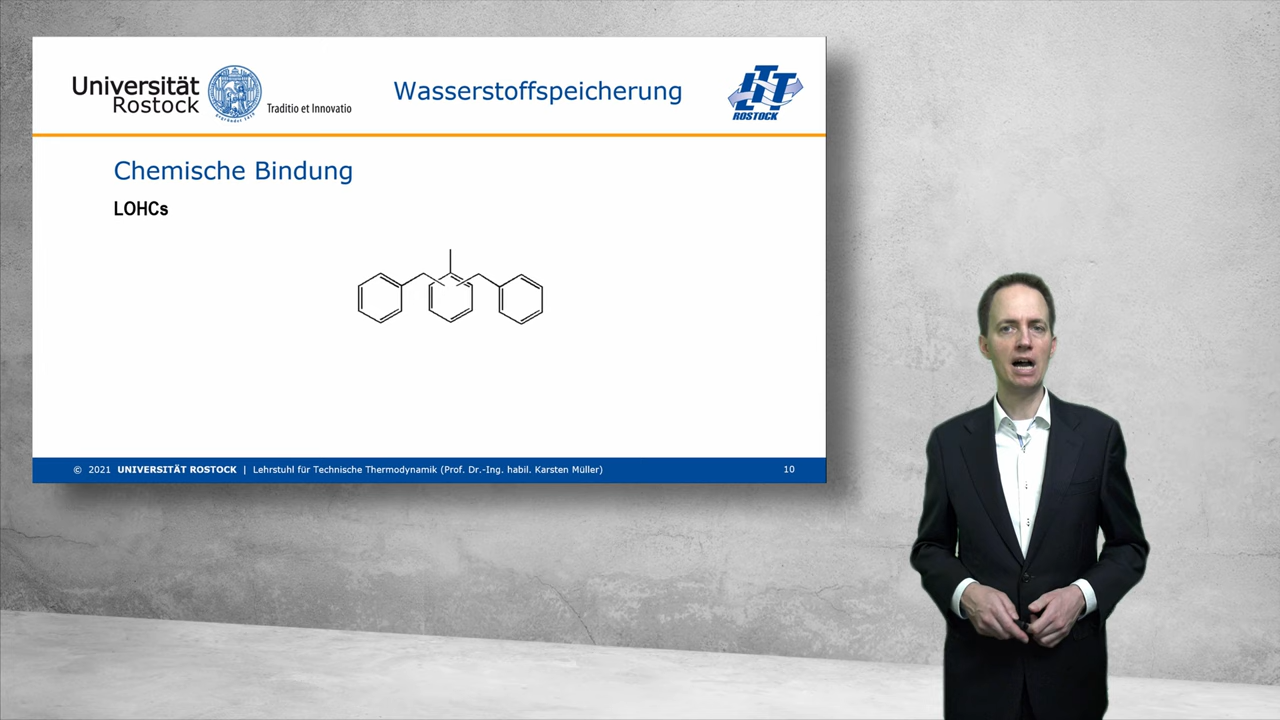 Universität
Rostock
Traditio et Innovatio
Wasserstoffspeicherung
ITT
ROSTOCK
Chemische Bindung
LOHCs
© 2021 UNIVERSITÄT ROSTOCK | Lehrstuhl für Technische Thermodynamik (Prof. Dr.-Ing. habil. Karsten Müller)
10